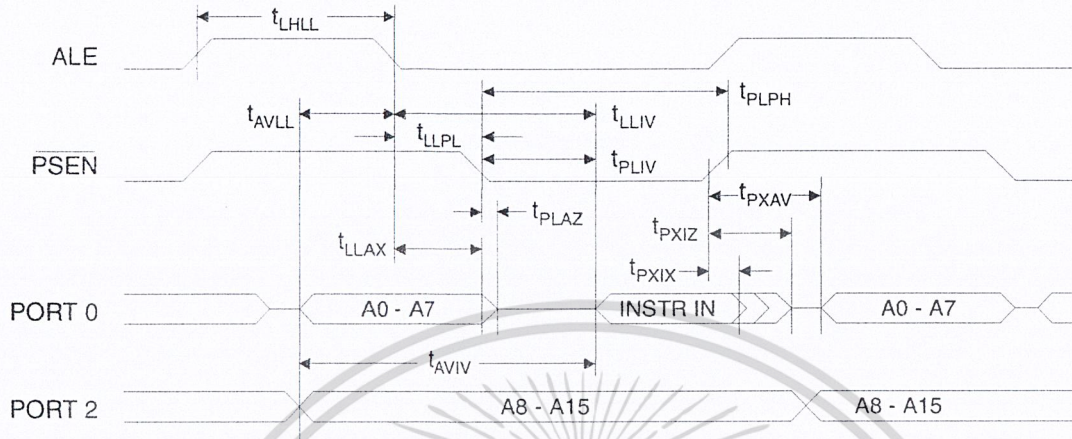 tLHLL
ALE
tPLPH
tAVLL
tLLIV
tLLPL
PSEN
tPLIV
tPXAV
tPLAZ
tPXIZ
tLLAX
tPXIX
PORT 0
A0 - A7
INSTR IN
A0 - A7
tAVIV
PORT 2
A8 - A15
A8 - A15